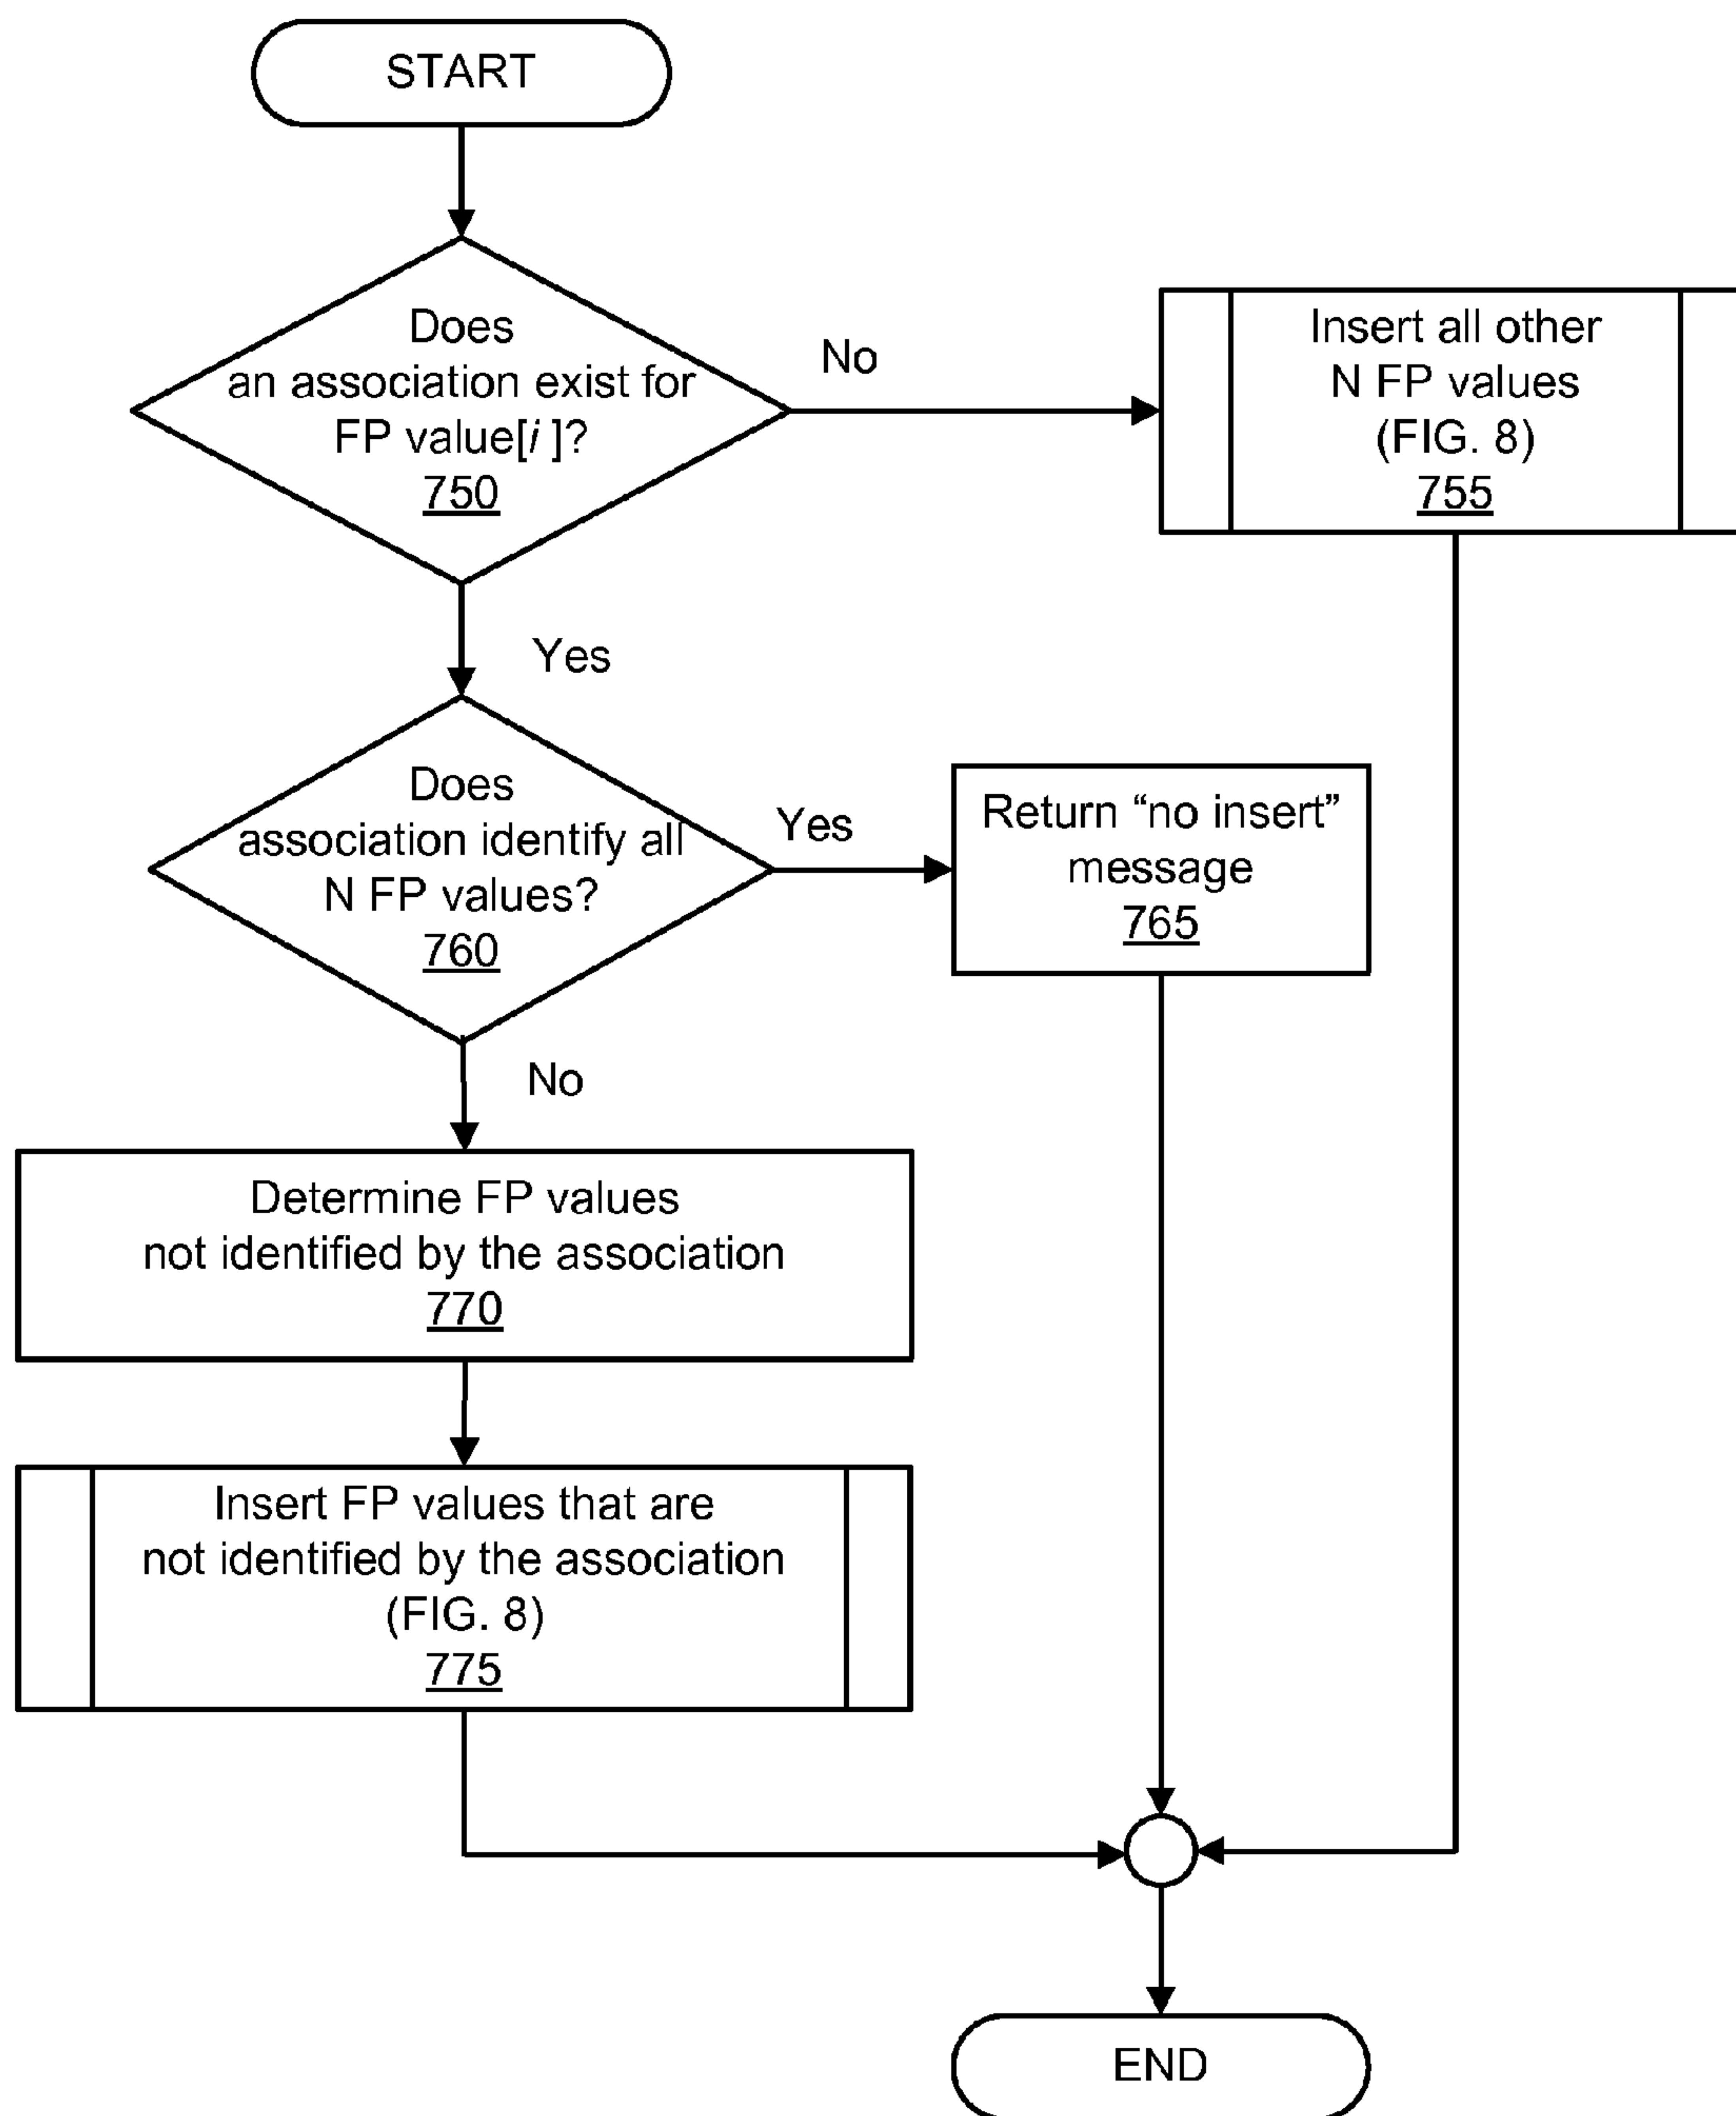 START
Does
an association exist for
FP value[i]?
750
No
Insert all other
N FP values
(FIG. 8)
755
Yes
Does
association identify all
N FP values?
760
Yes
Return “no insert”
message
765
No
Determine FP values
not identified by the association
770
Insert FP values that are
not identified by the association
(FIG. 8)
775
END